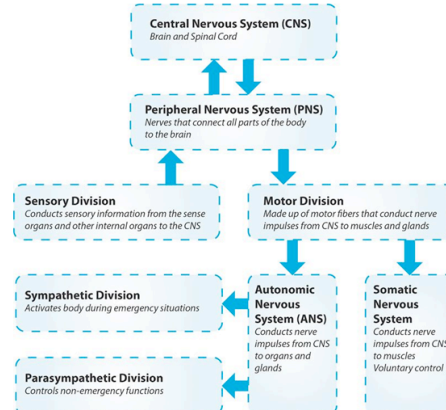 Central Nervous System (CNS)
Brain and Spinal Cord
Peripheral Nervous System (PNS)
Nerves that connect all parts of the body
to the brain
Sensory Division
Conducts sensory information from the sense
organs and other internal organs to the CNS
Motor Division
Made up of motor fibers that conduct nerve
impulses from CNS to muscles and glands
Sympathetic Division
Activates body during emergency situations
Parasympathetic Division
Controls non-emergency functions
Autonomic
Nervous
System (ANS)
Conducts nerve
impulses from CNS
to organs and
glands
Somatic
Nervous
System
Conducts nerve
impulses from CNS
to muscles
Voluntary control